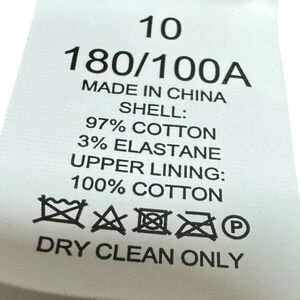 10
180/100A
MADE IN CHINA
SHELL:
97% COTTON
3% ELASTANE
UPPER LINING:
100% COTTON
P
DRY CLEAN ONLY